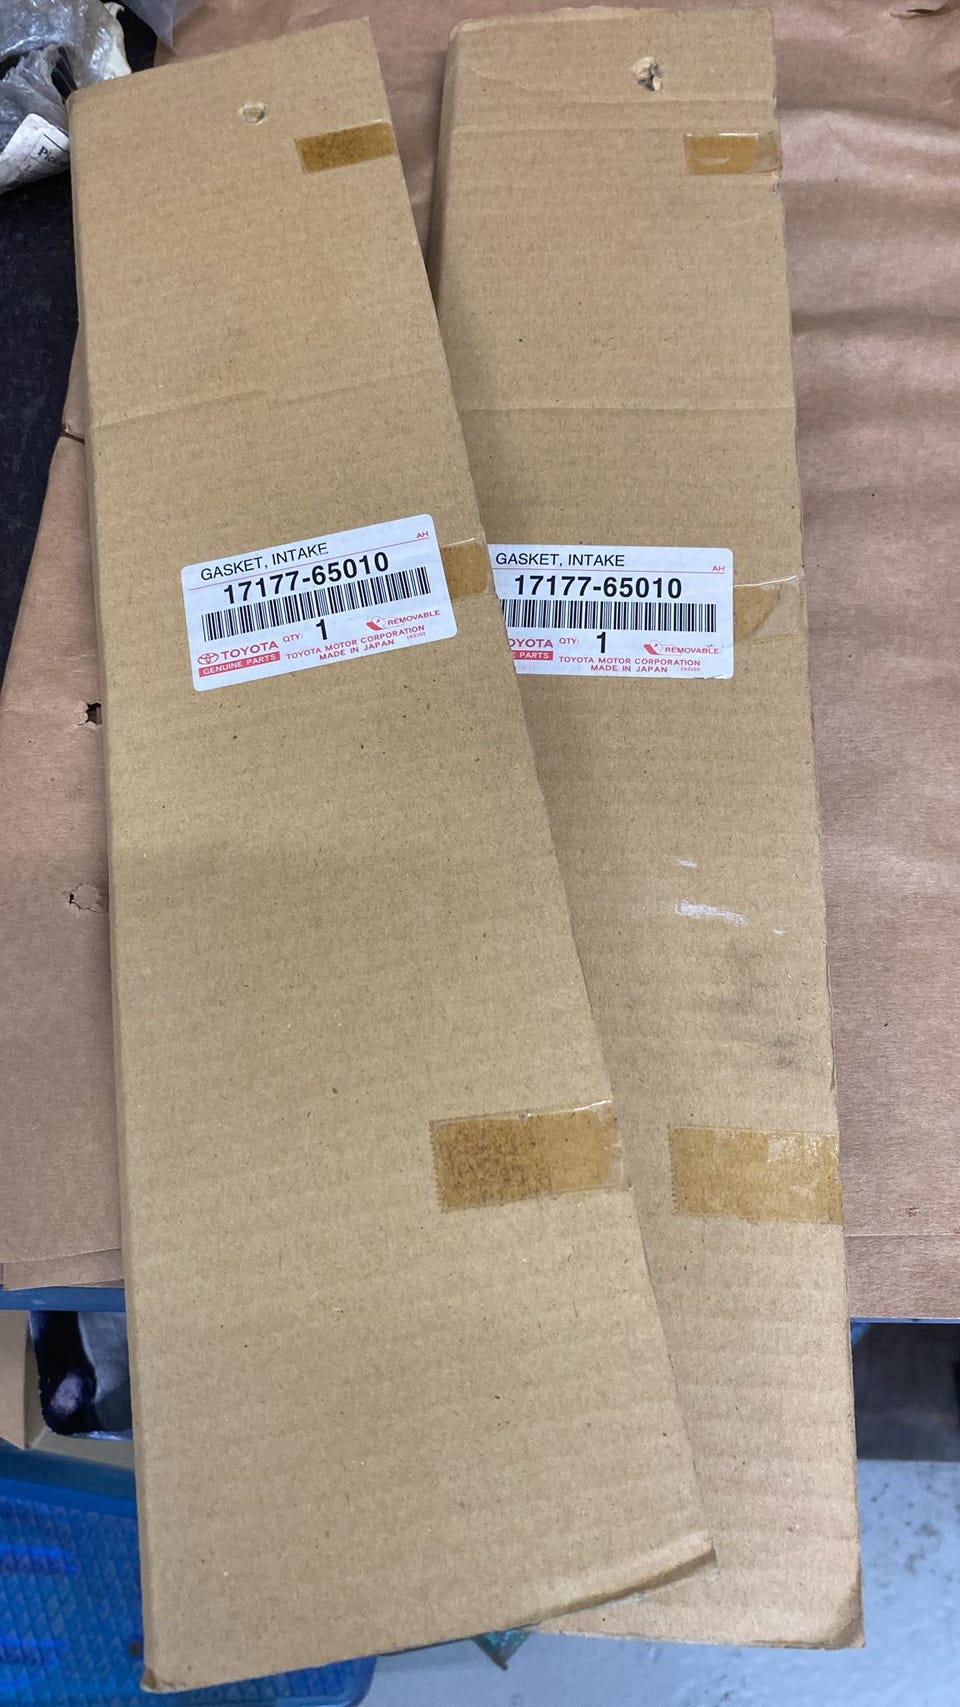 GASKET, INTAKE
AH
17177-65010
TOYOTA
GENUINE PARTS
QTY:
1
REMOVABLE
TOYOTA MOTOR CORPORATION
MADE IN JAPAN
GASKET, INTAKE
AH
17177-65010
TOYOTA
E PARTS
QTY:
1
REMOVABLE
TOYOTA MOTOR CORPORATION
MADE IN JAPAN